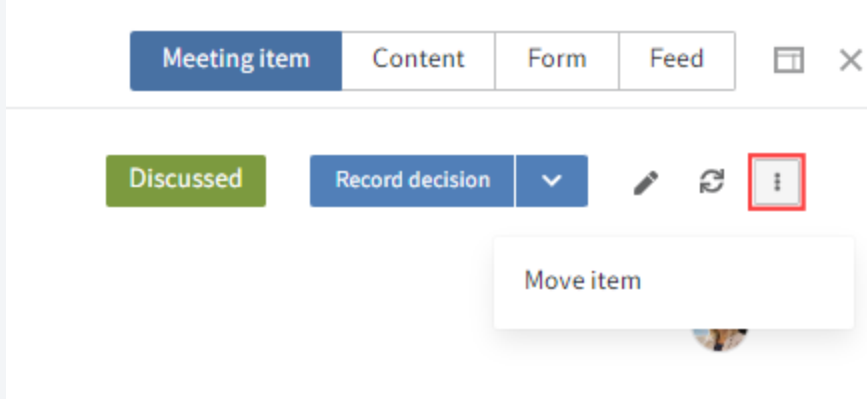 Meeting item Content Form Feed
Discussed Record decision
Move item